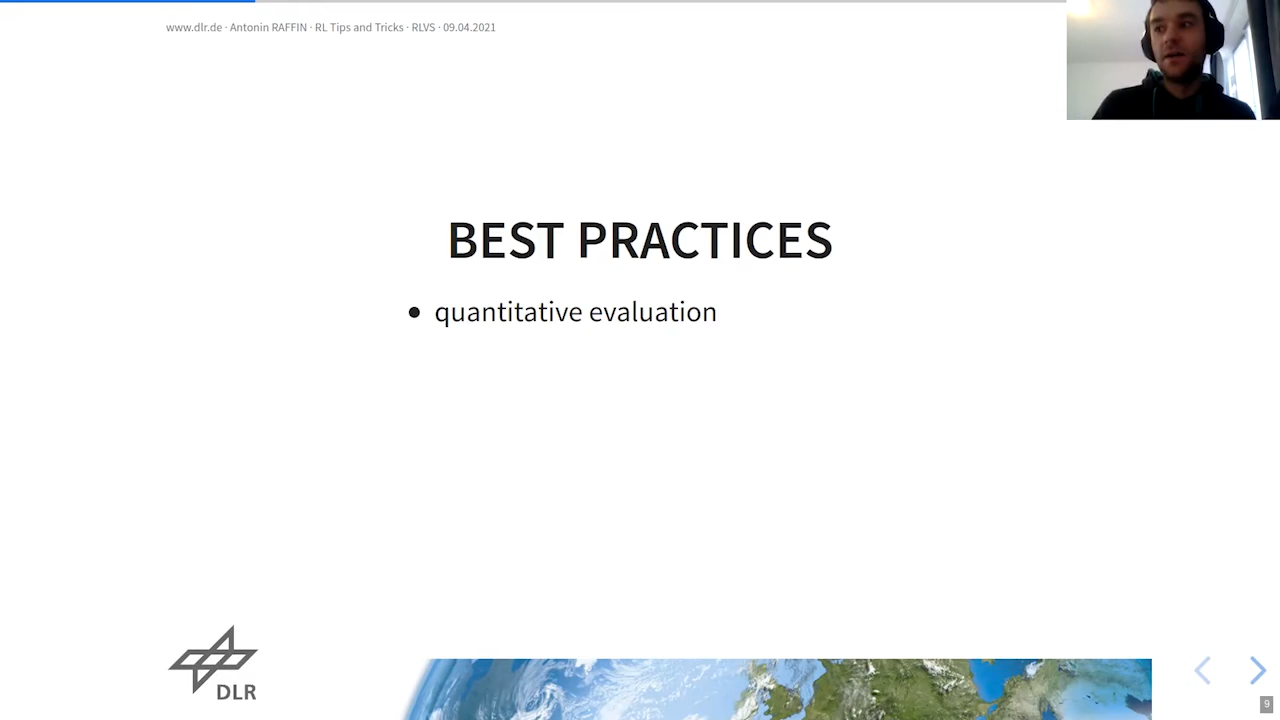 www.dlr.de · Antonin RAFFIN · RL Tips and Tricks · RLVS · 09.04.2021
BEST PRACTICES
• quantitative evaluation
DLR
9